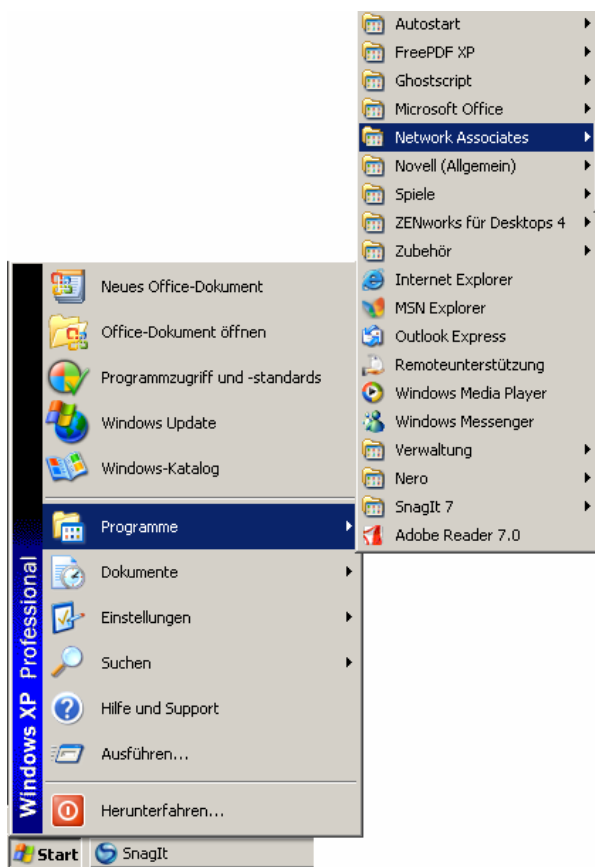 Autostart
FreePDF XP
Ghostscript
Microsoft Office
Network Associates
Novell (Allgemein)
Spiele
ZENworks für Desktops 4
Zubehör
Internet Explorer
MSN Explorer
Outlook Express
Remoteunterstützung
Windows Media Player
Windows Messenger
Verwaltung
Nero
SnagIt 7
Adobe Reader 7.0
Neues Office-Dokument
Office-Dokument öffnen
Programmzugriff und -standards
Windows Update
Windows-Katalog
Programme
Dokumente
Einstellungen
Suchen
Hilfe und Support
Ausführen...
Herunterfahren...
Windows XP Professional
Start
SnagIt